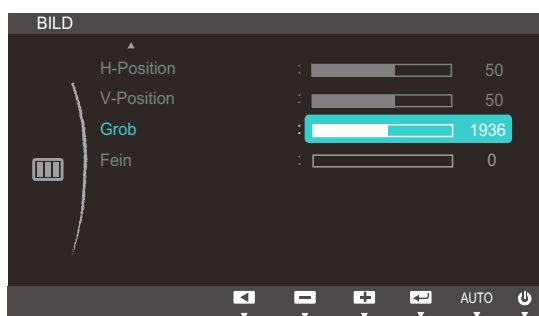 BILD
H-Position : 50
V-Position : 50
Grob : 1936
Fein : 0
AUTO